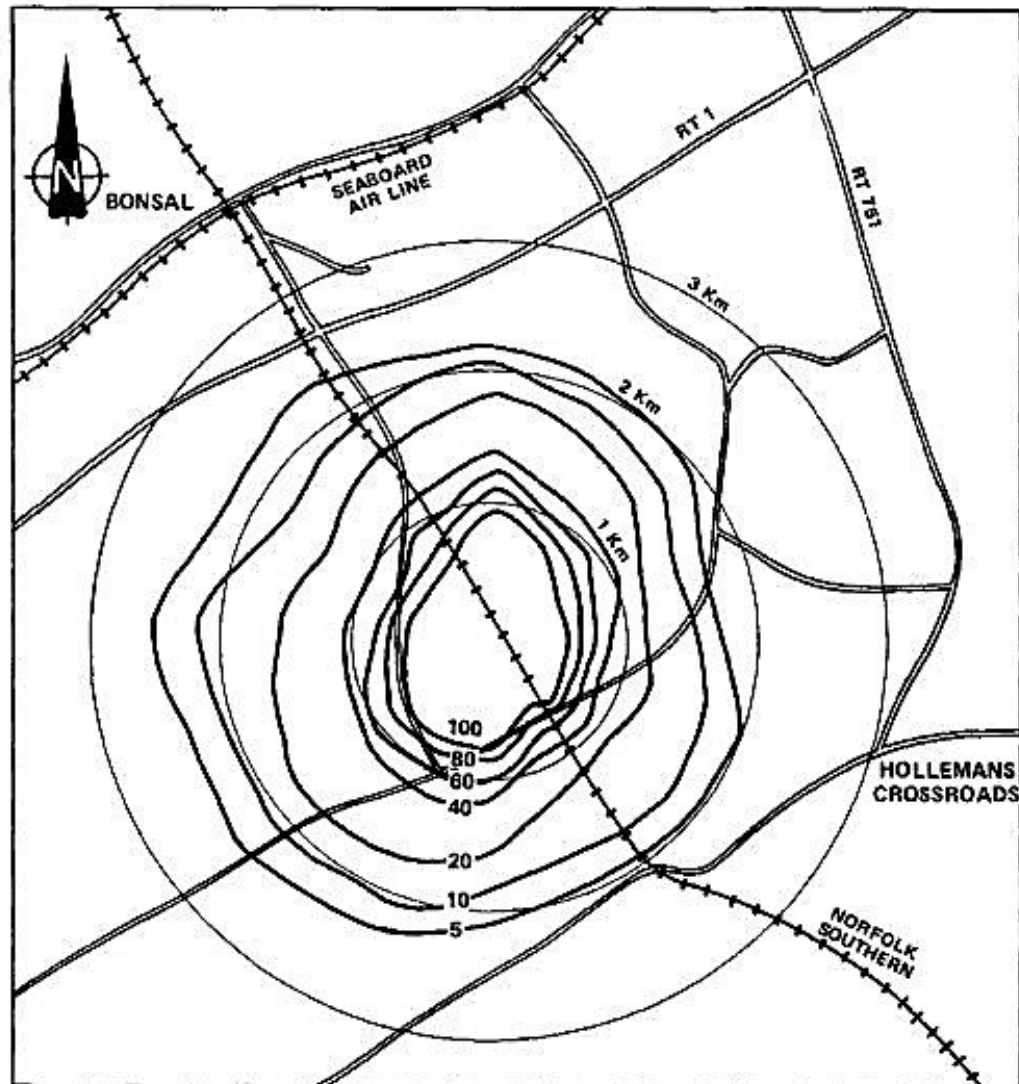 RT 1
SEABOARD
AIR LINE
RT 751
N
BONSAL
3 Km
2 Km
1 Km
100
80
60
40
20
10
5
HOLLEMANS
CROSSROADS
NORFOLK
SOUTHERN